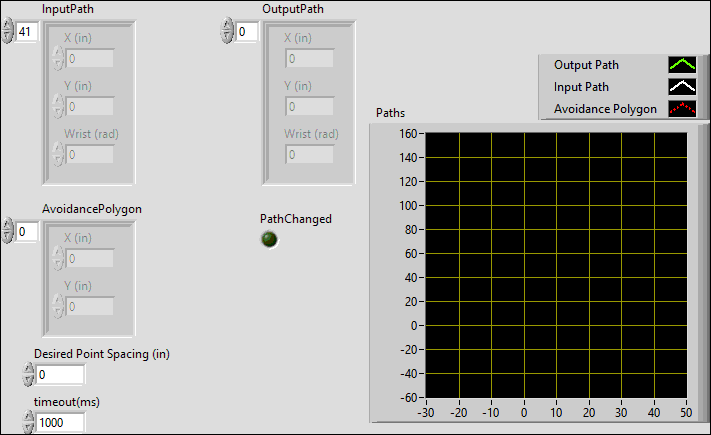 InputPath
41
X (in)
0
Y (in)
0
Wrist (rad)
0
OutputPath
0
X (in)
0
Y (in)
0
Wrist (rad)
0
AvoidancePolygon
0
X (in)
0
Y (in)
0
PathChanged
Desired Point Spacing (in)
0
timeout(ms)
1000
Output Path
Input Path
Avoidance Polygon
Paths
160
140
120
100
80
60
40
20
0
-20
-40
-60
-30 -20 -10 0 10 20 30 40 50